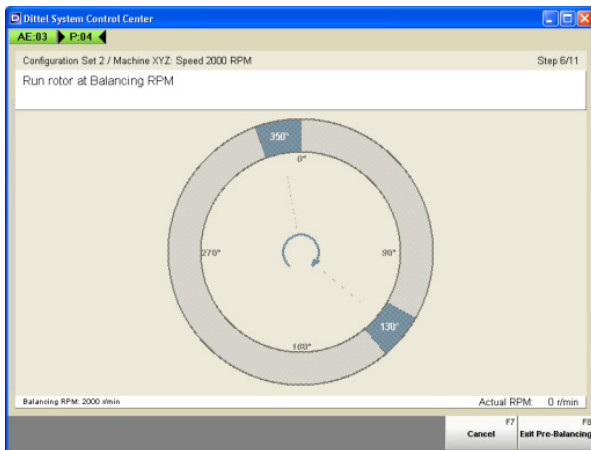 Dittel System Control Center
AE:03 P:04
Configuration Set 2 / Machine XYZ: Speed 2000 RPM Step 6/11
Run rotor at Balancing RPM
350°
0°
270° 90°
130°
180°
Balancing RPM: 2000 r/min Actual RPM: 0 r/min
F7 F8
Cancel Exit Pre-Balancing